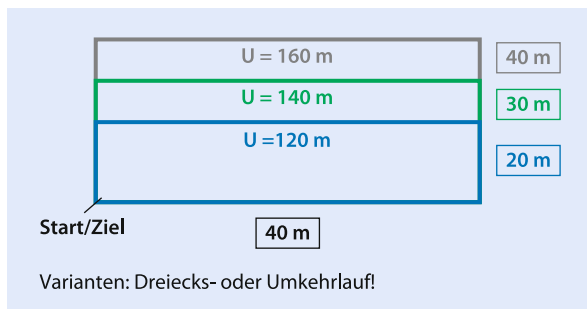 U = 160 m
40 m
U = 140 m
30 m
U =120 m
20 m
Start/Ziel
40 m
Varianten: Dreiecks- oder Umkehrlauf!